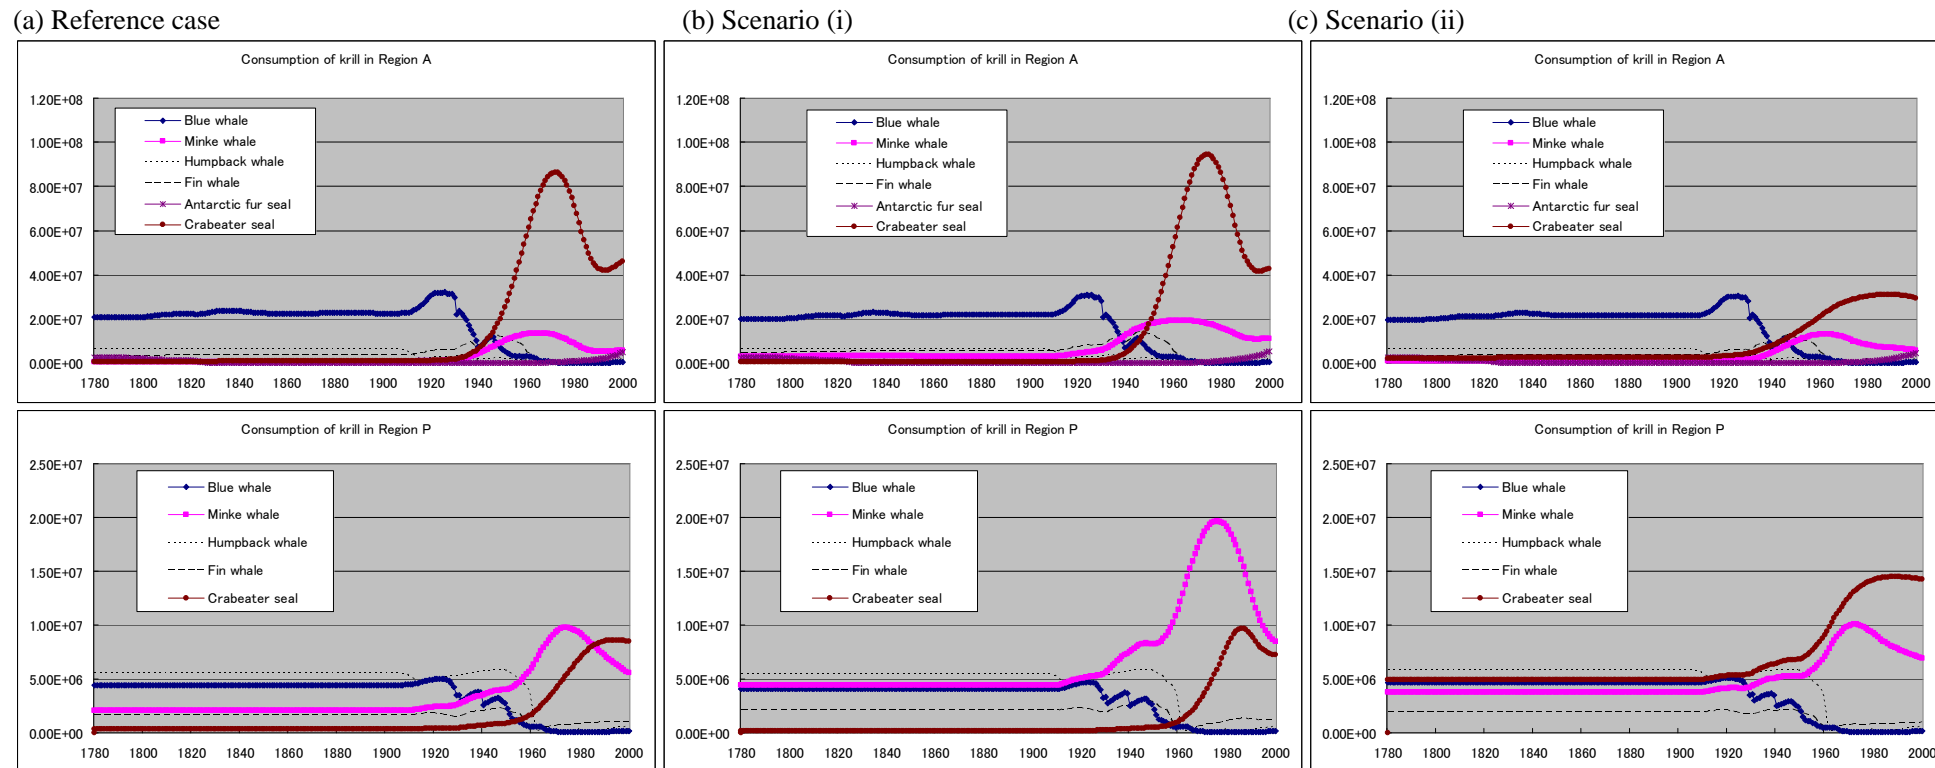 (a) Reference case
(b) Scenario (i)
(c) Scenario (ii)
Consumption of krill in Region A
1.20E+08
1.00E+08
8.00E+07
6.00E+07
4.00E+07
2.00E+07
0.00E+00
Blue whale
Minke whale
Humpback whale
Fin whale
Antarctic fur seal
Crabeater seal
1780 1800 1820 1840 1860 1880 1900 1920 1940 1960 1980 2000
Consumption of krill in Region A
1.20E+08
1.00E+08
8.00E+07
6.00E+07
4.00E+07
2.00E+07
0.00E+00
Blue whale
Minke whale
Humpback whale
Fin whale
Antarctic fur seal
Crabeater seal
1780 1800 1820 1840 1860 1880 1900 1920 1940 1960 1980 2000
Consumption of krill in Region A
1.20E+08
1.00E+08
8.00E+07
6.00E+07
4.00E+07
2.00E+07
0.00E+00
Blue whale
Minke whale
Humpback whale
Fin whale
Antarctic fur seal
Crabeater seal
1780 1800 1820 1840 1860 1880 1900 1920 1940 1960 1980 2000
Consumption of krill in Region P
2.50E+07
2.00E+07
1.50E+07
1.00E+07
5.00E+06
0.00E+00
Blue whale
Minke whale
Humpback whale
Fin whale
Crabeater seal
1780 1800 1820 1840 1860 1880 1900 1920 1940 1960 1980 2000
Consumption of krill in Region P
2.50E+07
2.00E+07
1.50E+07
1.00E+07
5.00E+06
0.00E+00
Blue whale
Minke whale
Humpback whale
Fin whale
Crabeater seal
1780 1800 1820 1840 1860 1880 1900 1920 1940 1960 1980 2000
Consumption of krill in Region P
2.50E+07
2.00E+07
1.50E+07
1.00E+07
5.00E+06
0.00E+00
Blue whale
Minke whale
Humpback whale
Fin whale
Crabeater seal
1780 1800 1820 1840 1860 1880 1900 1920 1940 1960 1980 2000